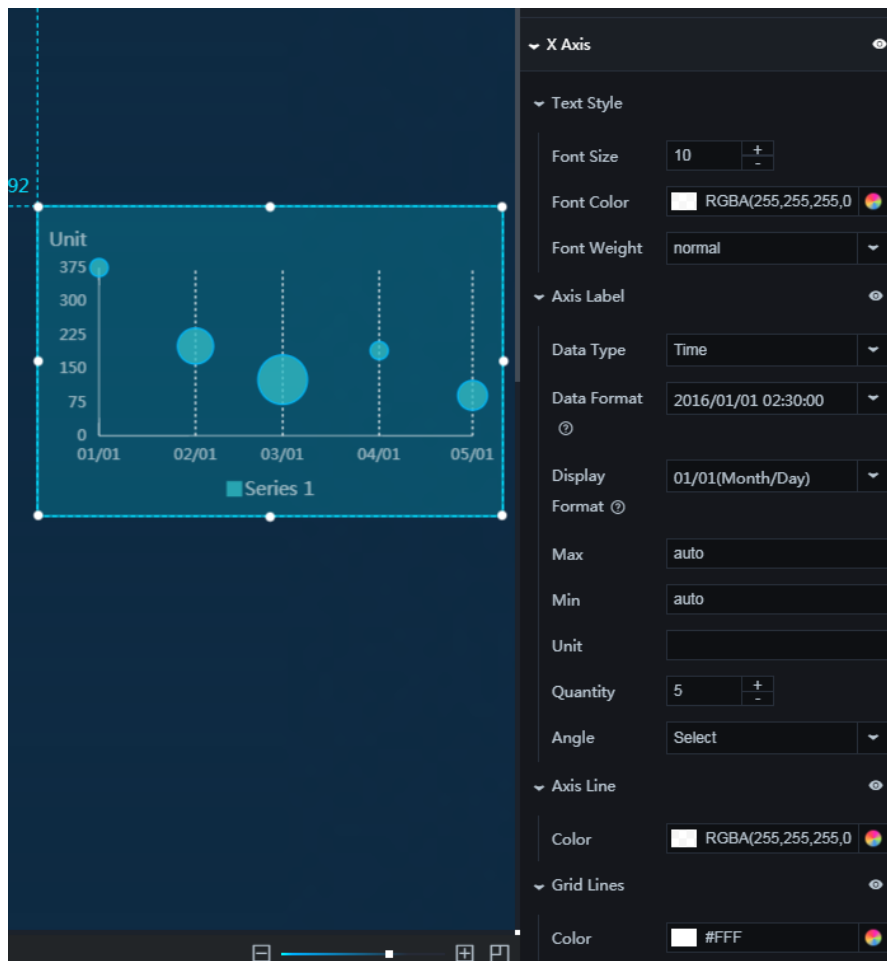 92
Unit
375
300
225
150
75
0
01/01 02/01 03/01 04/01 05/01
Series 1
X Axis
Text Style
Font Size 10 + -
Font Color RGBA(255,255,255,0
Font Weight normal
Axis Label
Data Type Time
Data Format 2016/01/01 02:30:00
?
Display 01/01(Month/Day)
Format ?
Max auto
Min auto
Unit
Quantity 5 + -
Angle Select
Axis Line
Color RGBA(255,255,255,0
Grid Lines
Color #FFF